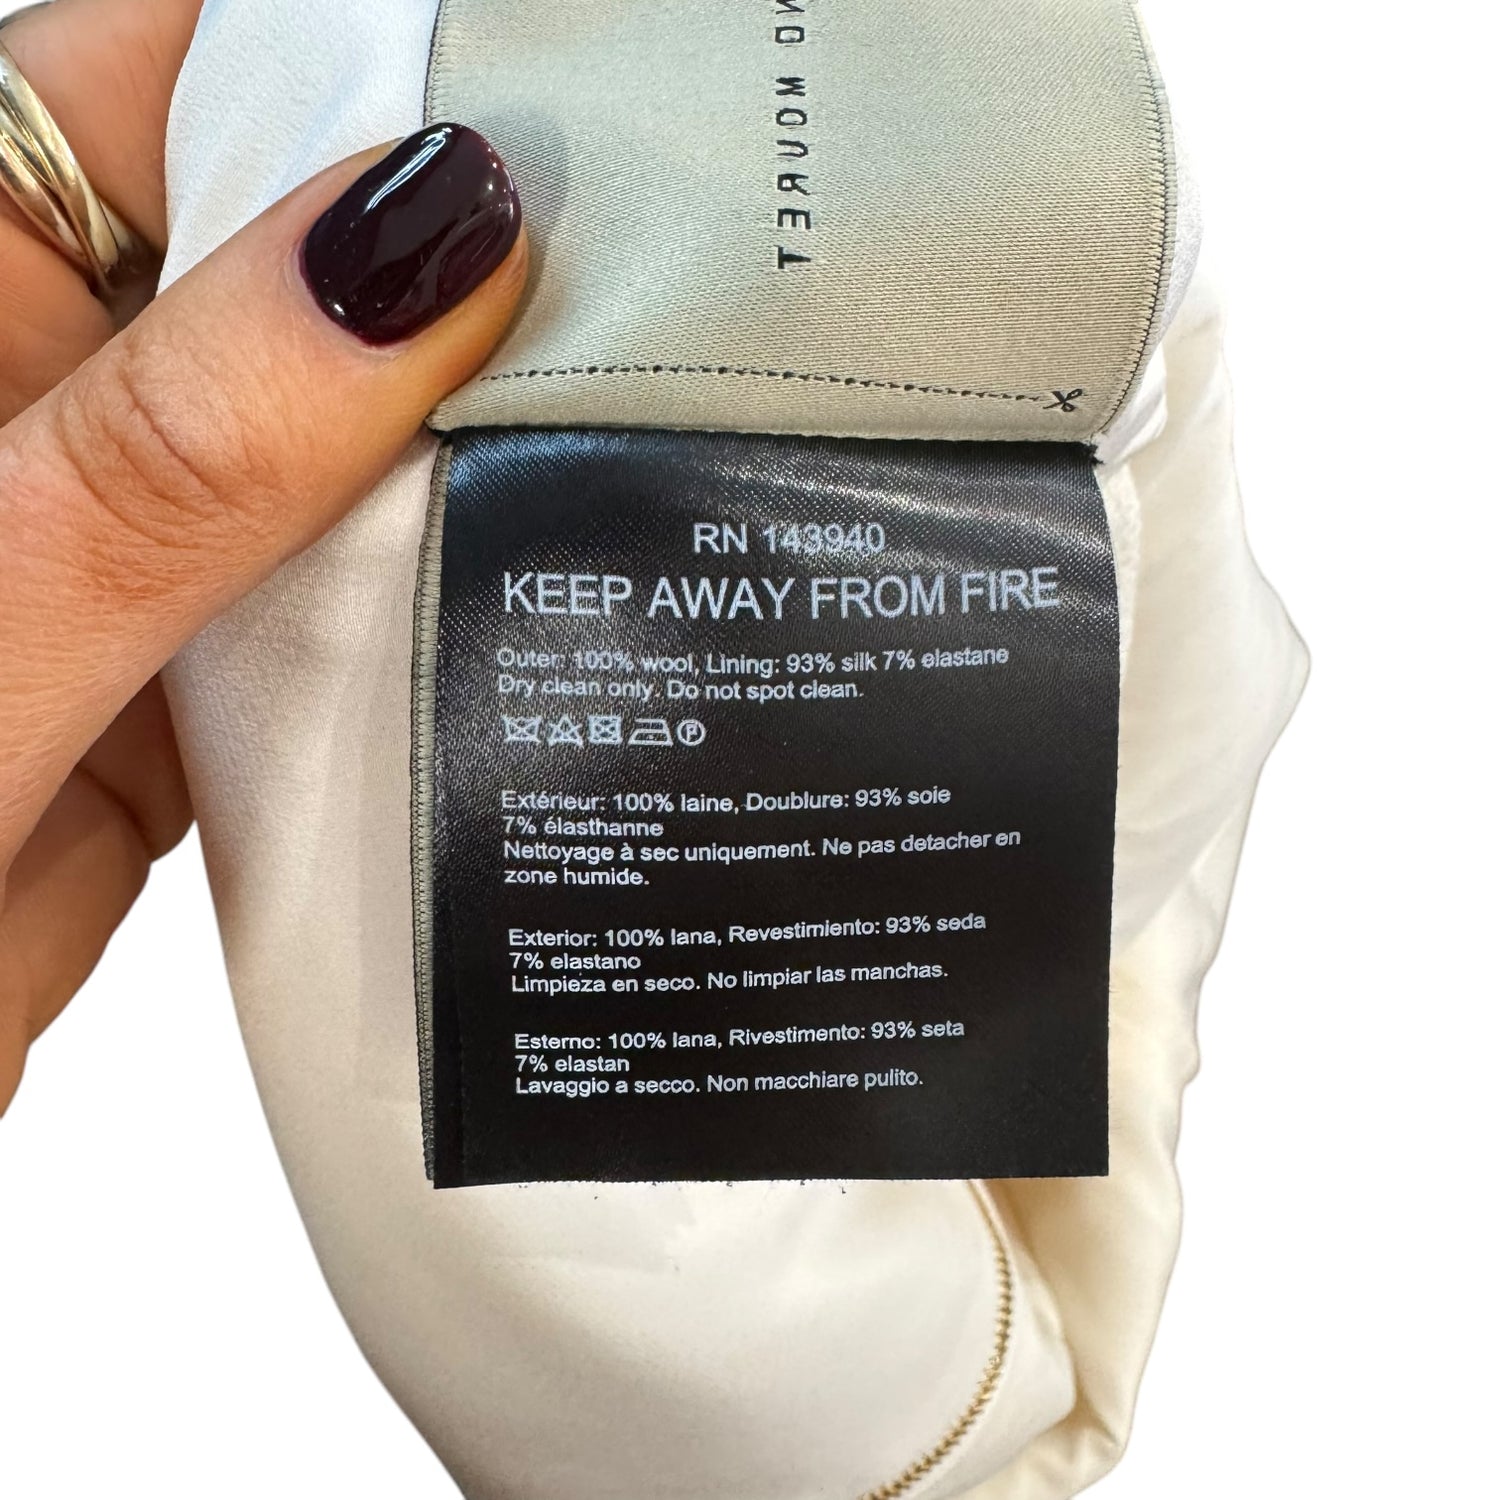 ND MOURET
RN 143940
KEEP AWAY FROM FIRE
Outer: 100% wool, Lining: 93% silk 7% elastane
Dry clean only. Do not spot clean.
P
Extérieur: 100% laine, Doublure: 93% soie
7% élasthanne
Nettoyage à sec uniquement. Ne pas detacher en
zone humide.
Exterior: 100% lana, Revestimiento: 93% seda
7% elastano
Limpieza en seco. No limpiar las manchas.
Esterno: 100% lana, Rivestimento: 93% seta
7% elastan
Lavaggio a secco. Non macchiare pulito.